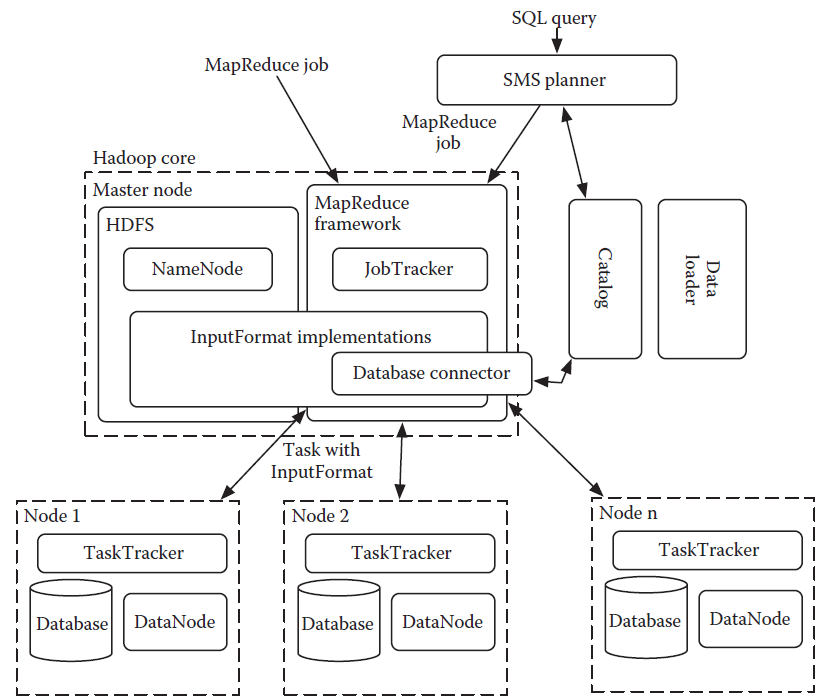 SQL query
SMS planner
MapReduce job
MapReduce
job
Hadoop core
Master node
HDFS
NameNode
MapReduce
framework
JobTracker
InputFormat implementations
Database connector
Catalog
Data
loader
Task with
InputFormat
Node 1
TaskTracker
Database
DataNode
Node 2
TaskTracker
Database
DataNode
Node n
TaskTracker
Database
DataNode